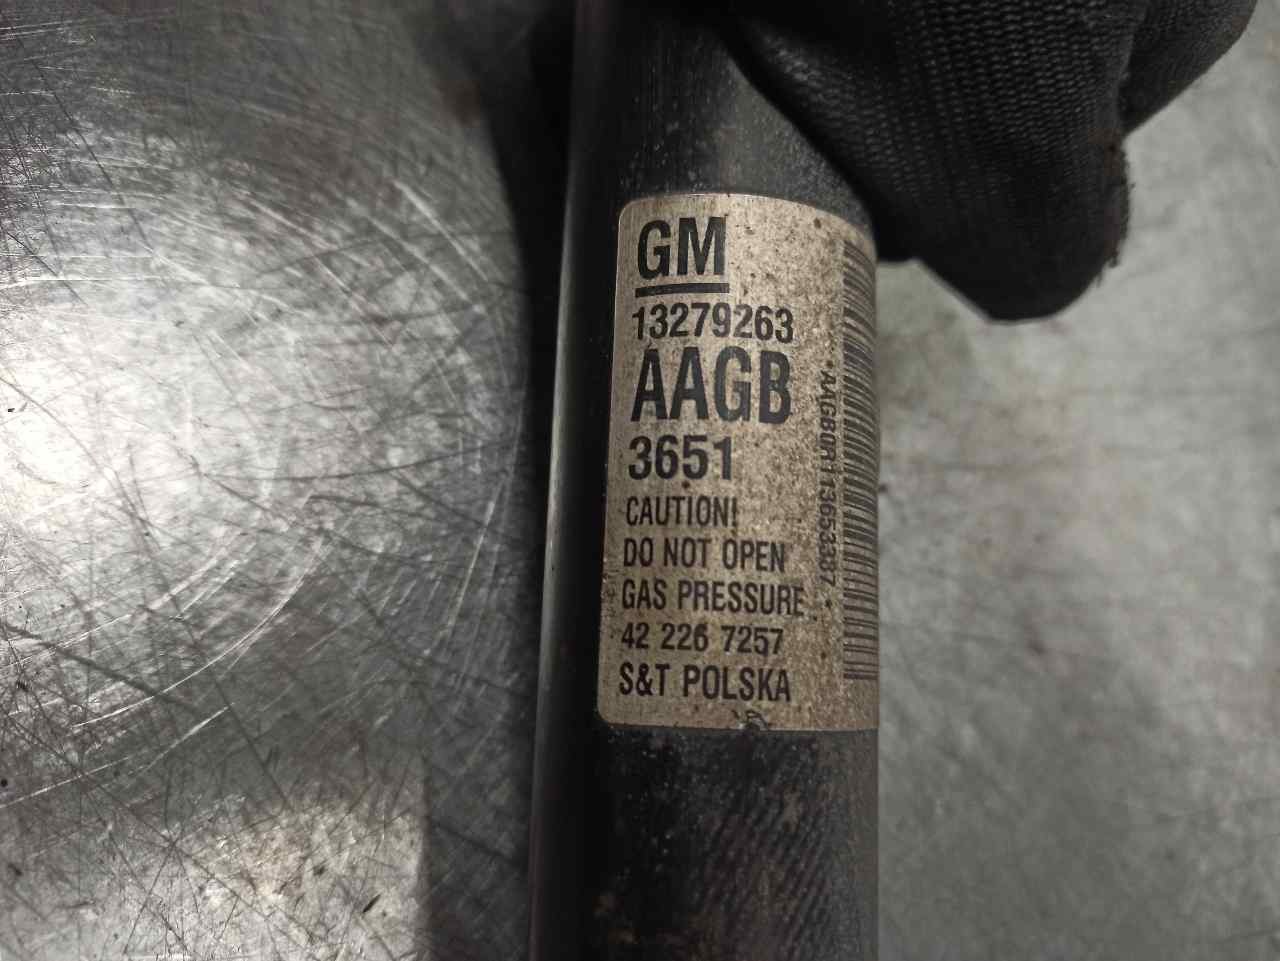 GM
13279263
AAGB
3651
CAUTION!
DO NOT OPEN
GAS PRESSURE
42 226 7257
S&T POLSKA